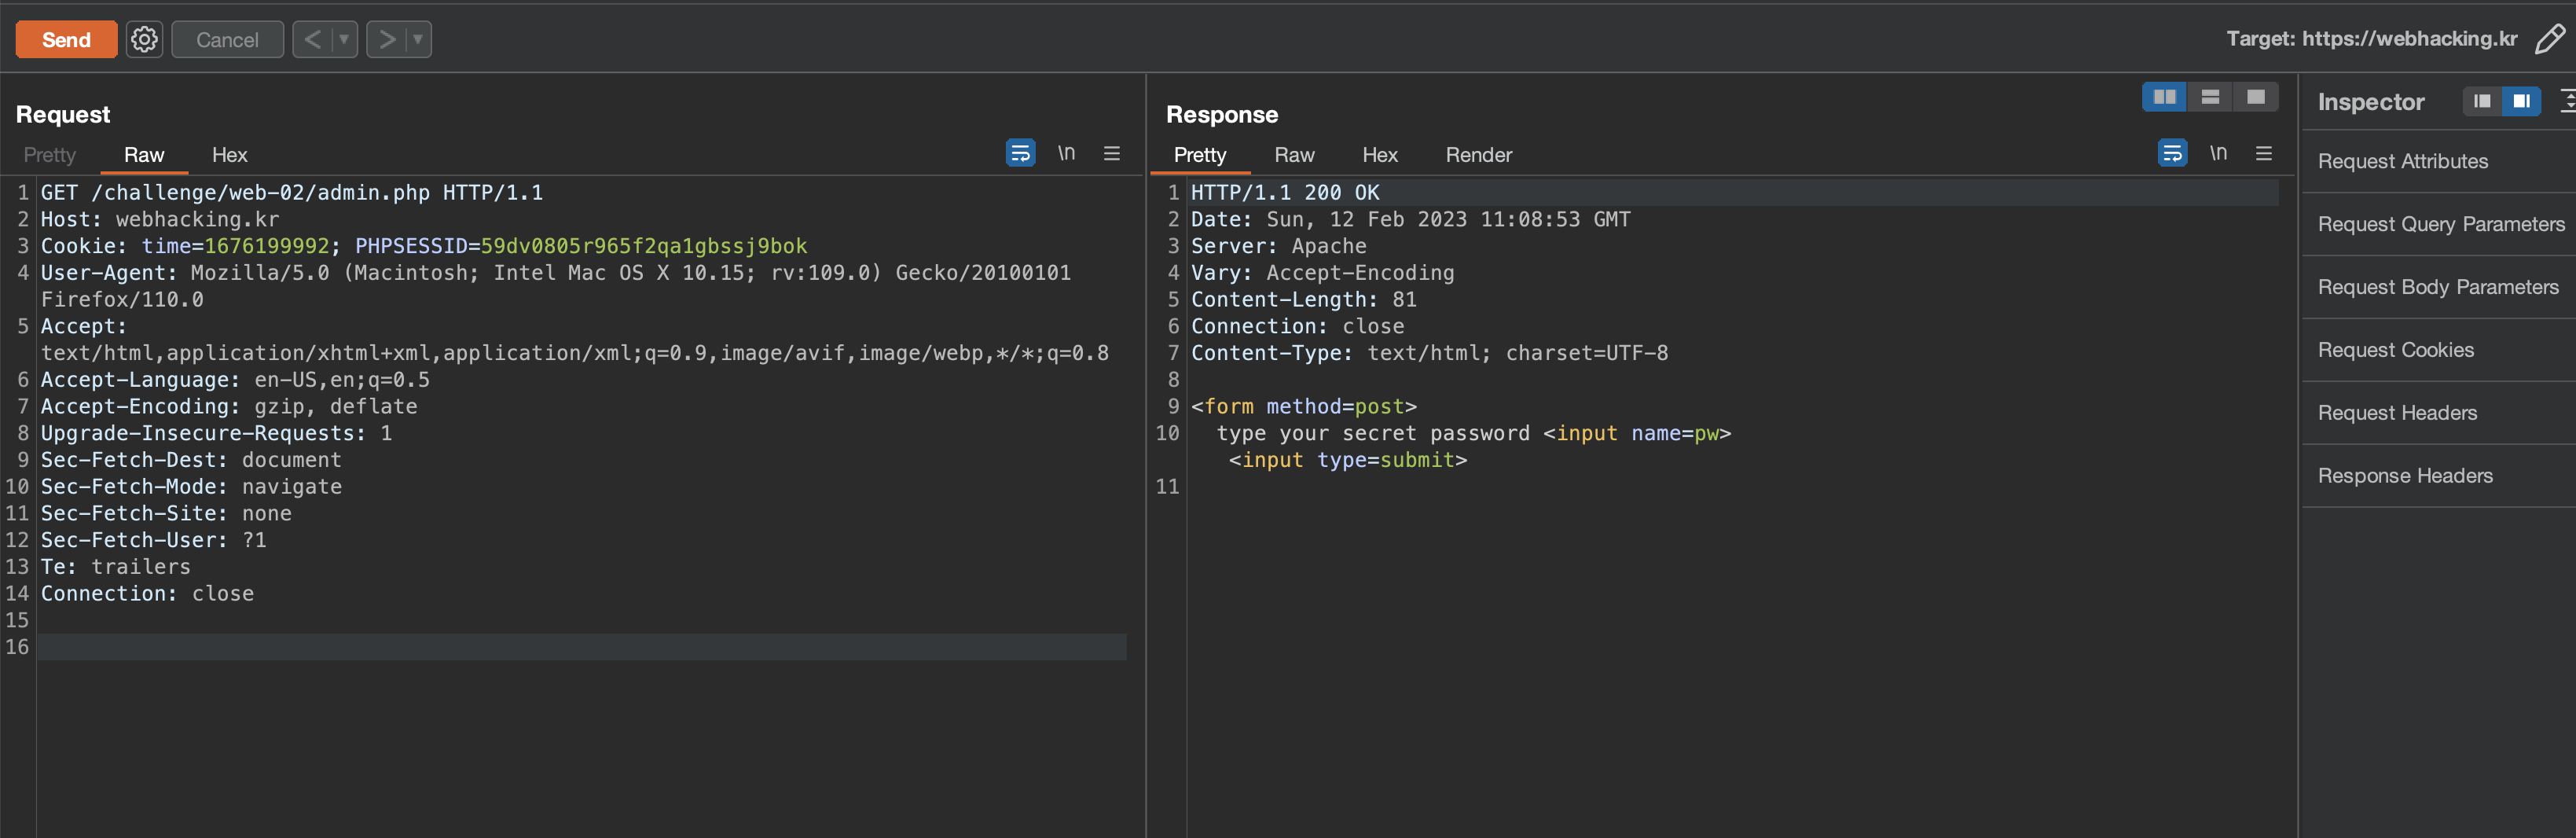 Send
Cancel
<
>
Target: https://webhacking.kr
Request
Pretty Raw Hex
\n
1 GET /challenge/web-02/admin.php HTTP/1.1
2 Host: webhacking.kr
3 Cookie: time=1676199992; PHPSESSID=59dv0805r965f2qa1gbssj9bok
4 User-Agent: Mozilla/5.0 (Macintosh; Intel Mac OS X 10.15; rv:109.0) Gecko/20100101
Firefox/110.0
5 Accept:
text/html,application/xhtml+xml,application/xml;q=0.9,image/avif,image/webp,*/*;q=0.8
6 Accept-Language: en-US,en;q=0.5
7 Accept-Encoding: gzip, deflate
8 Upgrade-Insecure-Requests: 1
9 Sec-Fetch-Dest: document
10 Sec-Fetch-Mode: navigate
11 Sec-Fetch-Site: none
12 Sec-Fetch-User: ?1
13 Te: trailers
14 Connection: close
15
16
Response
Pretty Raw Hex Render
\n
1 HTTP/1.1 200 OK
2 Date: Sun, 12 Feb 2023 11:08:53 GMT
3 Server: Apache
4 Vary: Accept-Encoding
5 Content-Length: 81
6 Connection: close
7 Content-Type: text/html; charset=UTF-8
8
9 <form method=post>
10 type your secret password <input name=pw>
<input type=submit>
11
Inspector
Request Attributes
Request Query Parameters
Request Body Parameters
Request Cookies
Request Headers
Response Headers